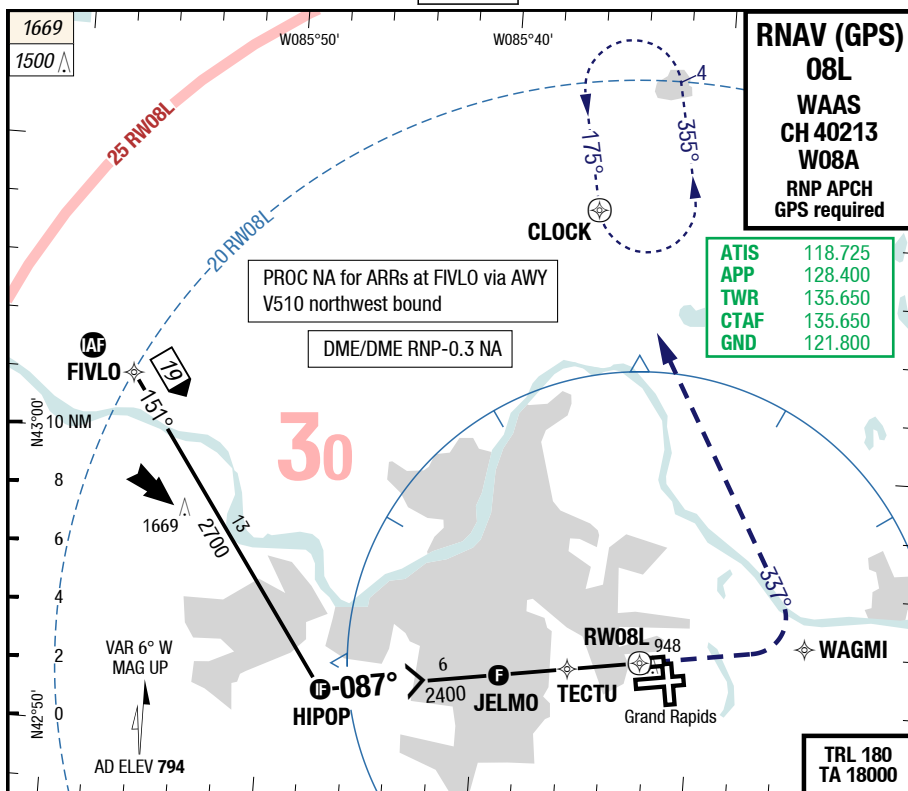 1669
1500
W085°50'
W085°40'
RNAV (GPS)
08L
WAAS
CH 40213
W08A
RNP APCH
GPS required
25 RW08L
20 RW08L
4
175°
355°
CLOCK
ATIS 118.725
APP 128.400
TWR 135.650
CTAF 135.650
GND 121.800
PROC NA for ARRs at FIVLO via AWY
V510 northwest bound
DME/DME RNP-0.3 NA
IAF
FIVLO
19
151°
N43°00'
10 NM
30
8
1669
13
2700
6
4
337°
VAR 6° W
MAG UP
2
RW08L
948
WAGMI
IF
087°
6
2400
F
JELMO
TECTU
HIPOP
Grand Rapids
N42°50'
0
AD ELEV 794
TRL 180
TA 18000